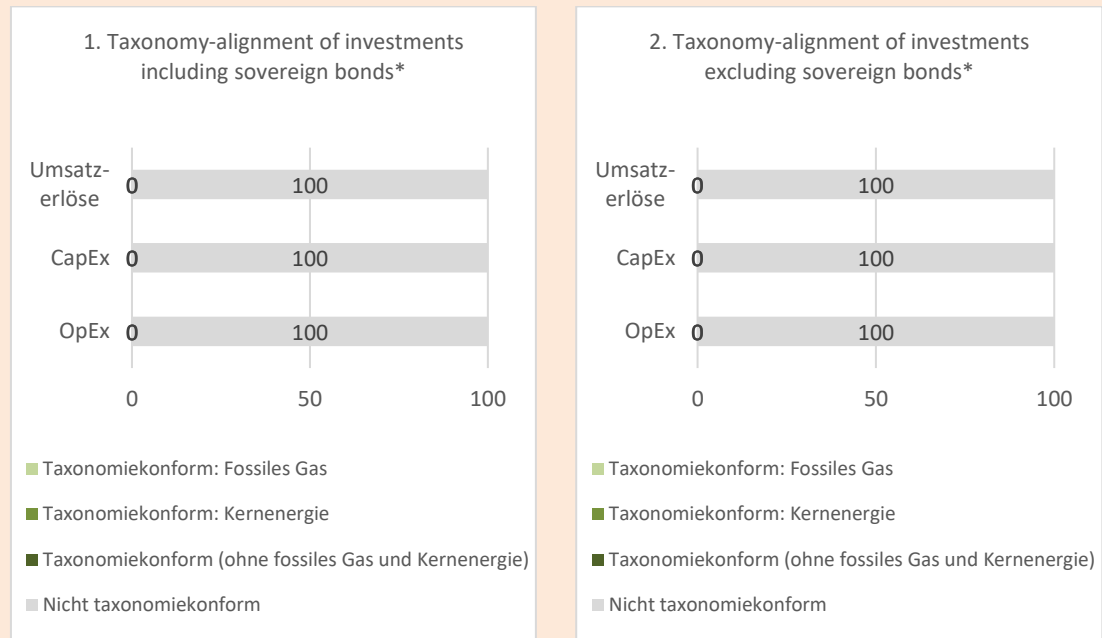 1. Taxonomy-alignment of investments
including sovereign bonds*
Umsatz-
erlöse
0
100
CapEx
0
100
OpEx
0
100
0
50
100
Taxonomiekonform: Fossiles Gas
Taxonomiekonform: Kernenergie
Taxonomiekonform (ohne fossiles Gas und Kernenergie)
Nicht taxonomiekonform
2. Taxonomy-alignment of investments
excluding sovereign bonds*
Umsatz-
erlöse
0
100
CapEx
0
100
OpEx
0
100
0
50
100
Taxonomiekonform: Fossiles Gas
Taxonomiekonform: Kernenergie
Taxonomiekonform (ohne fossiles Gas und Kernenergie)
Nicht taxonomiekonform